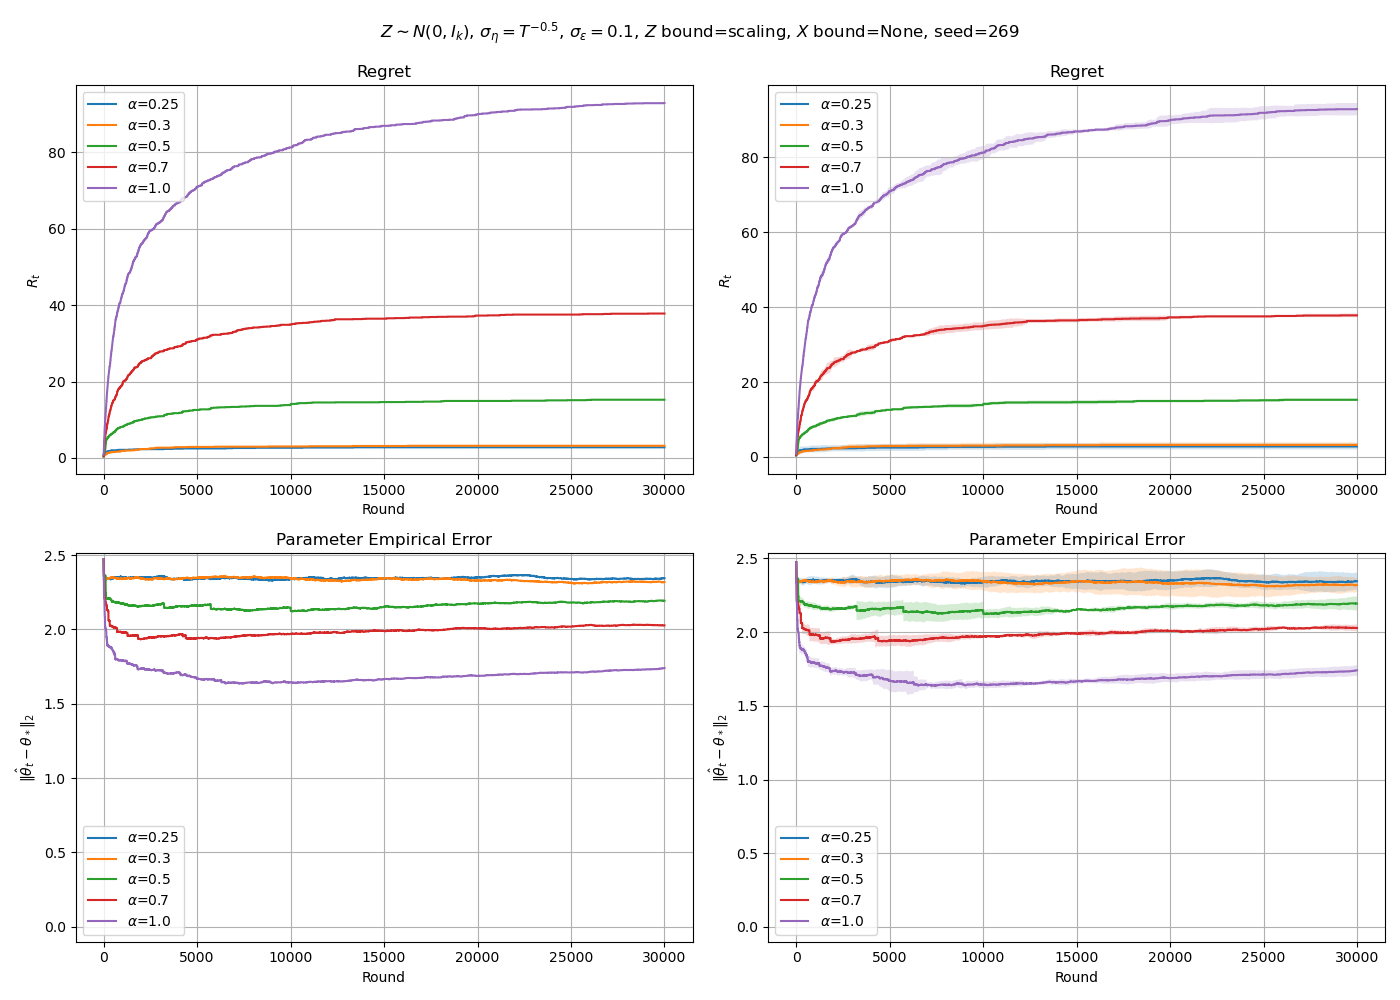 Z ∼ N(0, I_k), σ_η = T^{−0.5}, σ_ε = 0.1, Z bound=scaling, X bound=None, seed=269
Regret
α=0.25
α=0.3
α=0.5
α=0.7
α=1.0
80
60
40
20
0
R_t
0 5000 10000 15000 20000 25000 30000
Round
Regret
α=0.25
α=0.3
α=0.5
α=0.7
α=1.0
80
60
40
20
0
R_t
0 5000 10000 15000 20000 25000 30000
Round
Parameter Empirical Error
2.5
2.0
1.5
1.0
0.5
0.0
‖θ̂_t − θ_*‖_2
α=0.25
α=0.3
α=0.5
α=0.7
α=1.0
0 5000 10000 15000 20000 25000 30000
Round
Parameter Empirical Error
2.5
2.0
1.5
1.0
0.5
0.0
‖θ̂_t − θ_*‖_2
α=0.25
α=0.3
α=0.5
α=0.7
α=1.0
0 5000 10000 15000 20000 25000 30000
Round